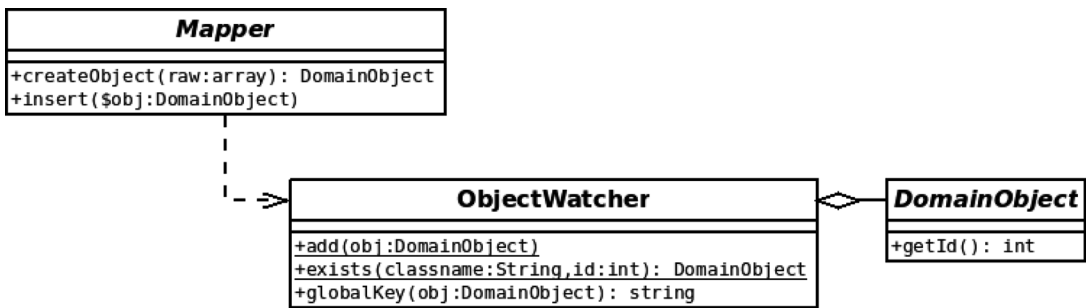 Mapper
+createObject(raw:array): DomainObject
+insert($obj:DomainObject)
ObjectWatcher
+add(obj:DomainObject)
+exists(classname:String,id:int): DomainObject
+globalKey(obj:DomainObject): string
DomainObject
+getId(): int